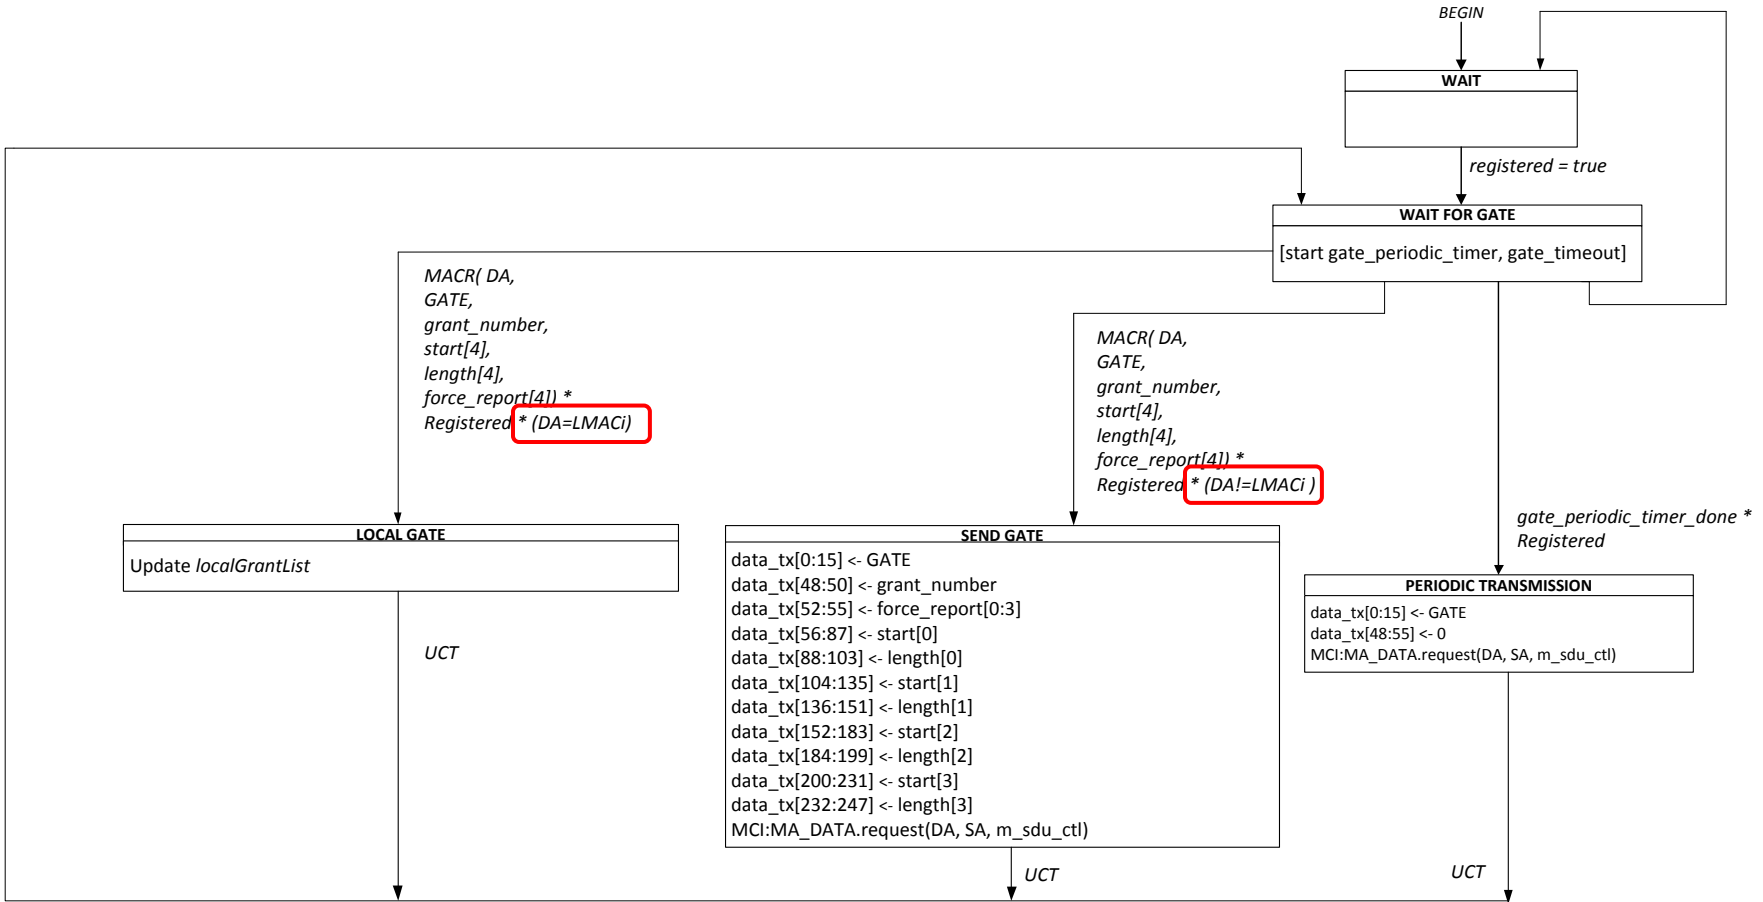 BEGIN
WAIT
registered = true
WAIT FOR GATE
[start gate_periodic_timer, gate_timeout]
MACR( DA,
GATE,
grant_number,
start[4],
length[4],
force_report[4]) *
Registered * (DA=LMACi)
MACR( DA,
GATE,
grant_number,
start[4],
length[4],
force_report[4]) *
Registered * (DA!=LMACi )
gate_periodic_timer_done *
Registered
LOCAL GATE
Update localGrantList
UCT
SEND GATE
data_tx[0:15] <- GATE
data_tx[48:50] <- grant_number
data_tx[52:55] <- force_report[0:3]
data_tx[56:87] <- start[0]
data_tx[88:103] <- length[0]
data_tx[104:135] <- start[1]
data_tx[136:151] <- length[1]
data_tx[152:183] <- start[2]
data_tx[184:199] <- length[2]
data_tx[200:231] <- start[3]
data_tx[232:247] <- length[3]
MCI:MA_DATA.request(DA, SA, m_sdu_ctl)
UCT
PERIODIC TRANSMISSION
data_tx[0:15] <- GATE
data_tx[48:55] <- 0
MCI:MA_DATA.request(DA, SA, m_sdu_ctl)
UCT